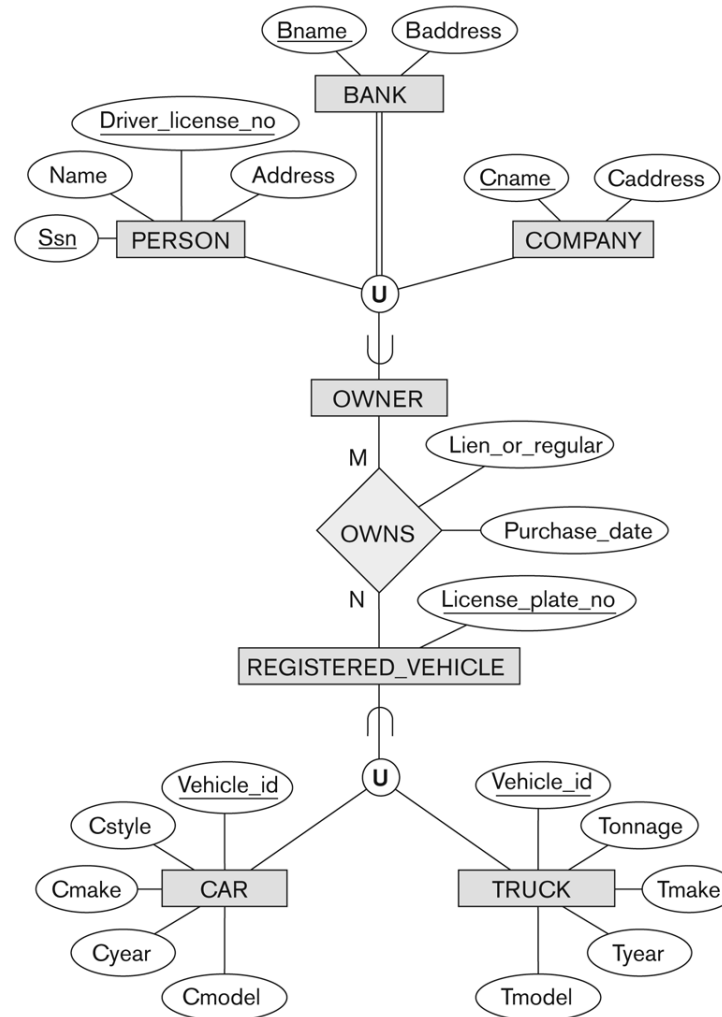 Bname Baddress
BANK
Driver_license_no
Name Address Cname Caddress
Ssn PERSON COMPANY
U
OWNER
M Lien_or_regular
OWNS Purchase_date
N License_plate_no
REGISTERED_VEHICLE
U
Vehicle_id Vehicle_id
Cstyle Tonnage
Cmake CAR TRUCK Tmake
Cyear Tyear
Cmodel Tmodel